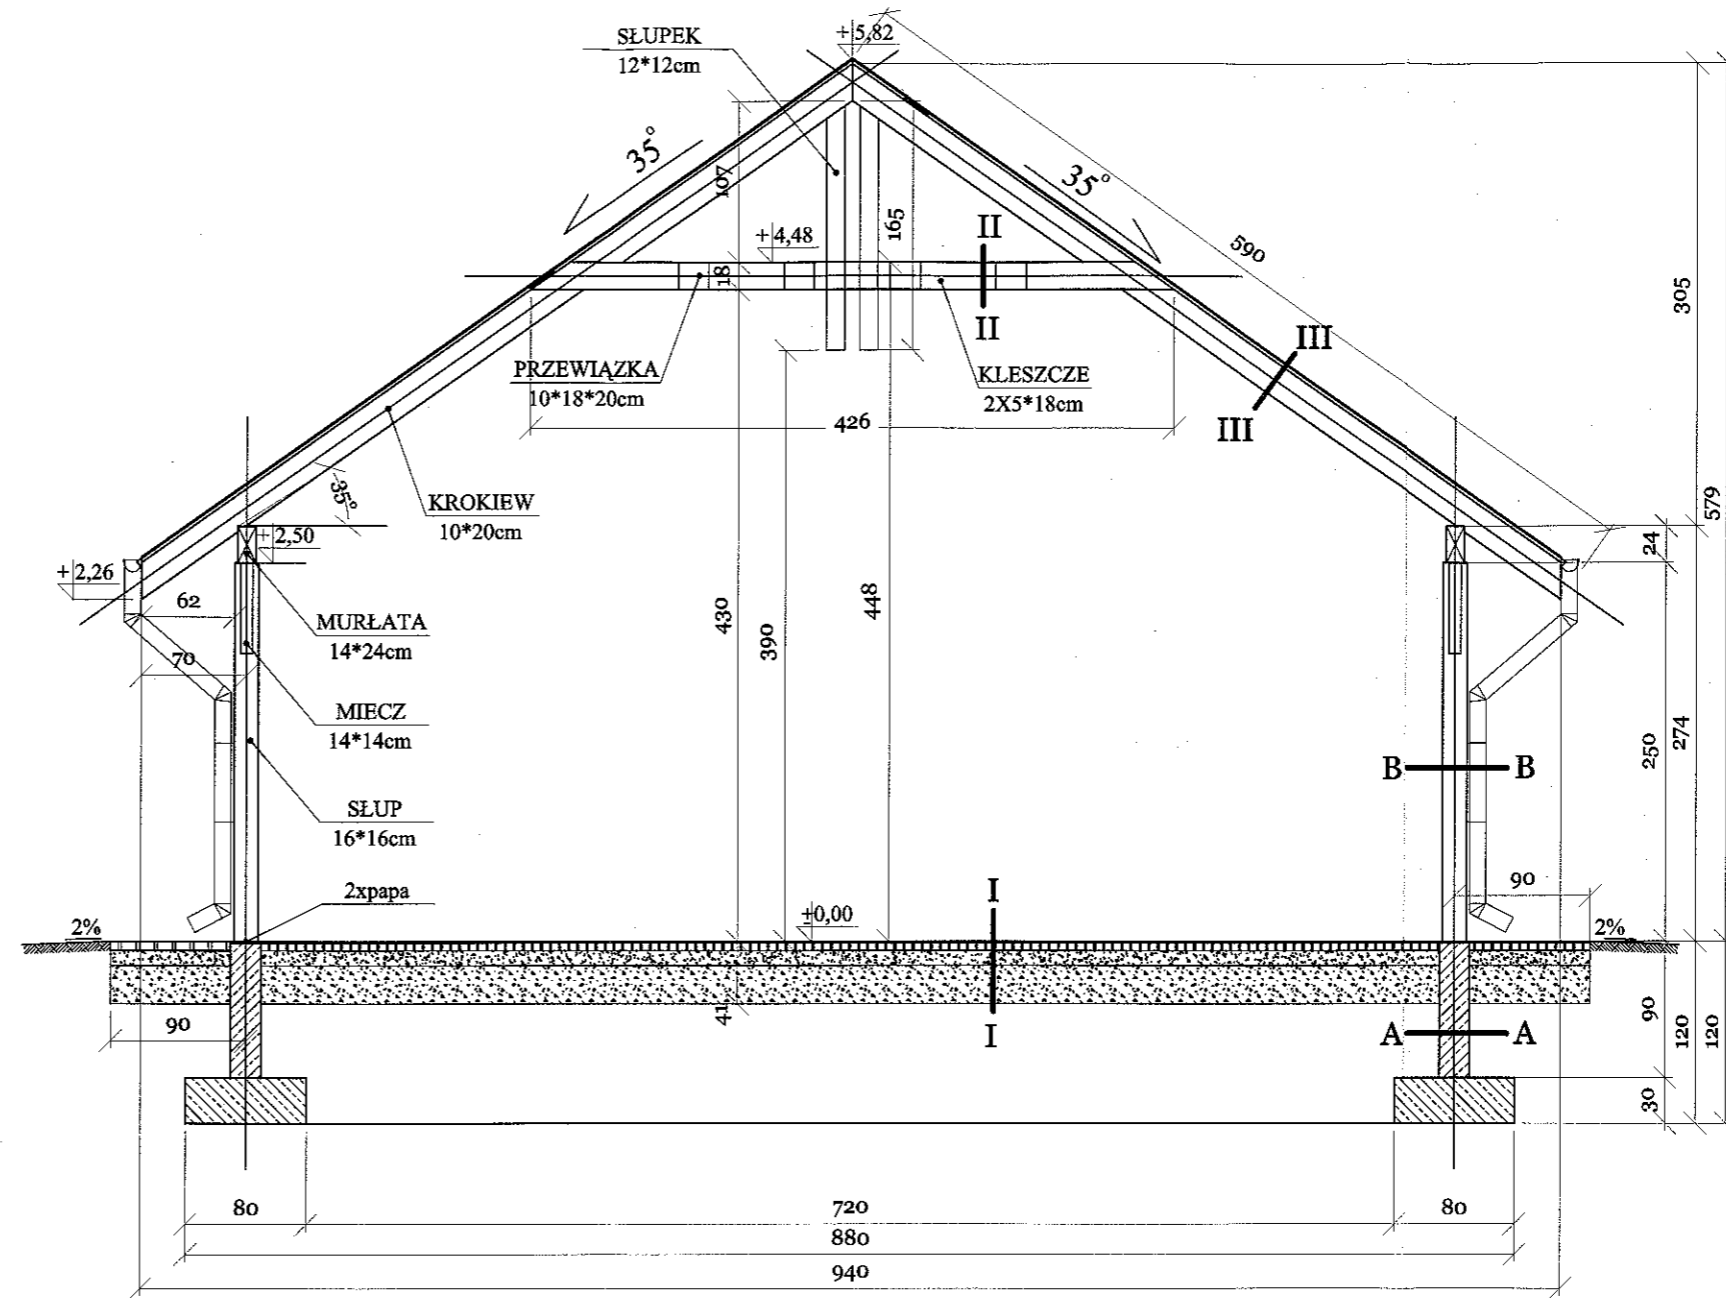 SŁUPEK
12*12cm
+5,82
35°
35°
107
165
+4,48
II
18
590
305
II
III
PRZEWIĄZKA
10*18*20cm
KLESZCZE
2X5*18cm
426
III
35°
KROKIEW
10*20cm
579
+2,50
24
+2,26
62
MURŁATA
14*24cm
430
390
448
70
MIECZ
14*14cm
250
274
B
B
SŁUP
16*16cm
2xpapa
I
90
±0,00
2%
2%
90
41
I
A
A
90
120
120
30
80
720
80
880
940